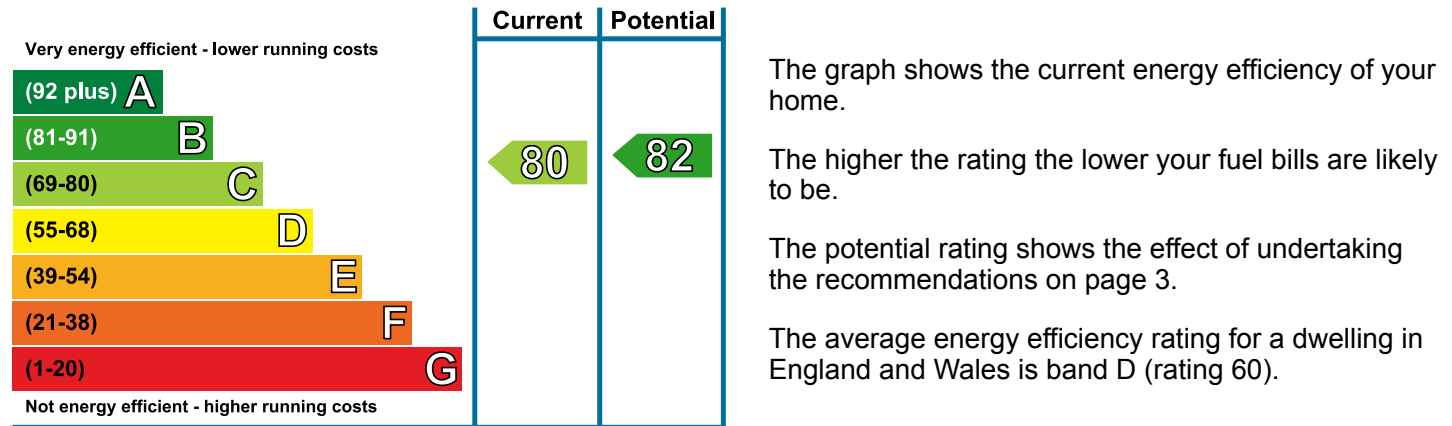 Current Potential
Very energy efficient - lower running costs
(92 plus) A
(81-91) B
(69-80) C
(55-68) D
(39-54) E
(21-38) F
(1-20) G
Not energy efficient - higher running costs
80
82
The graph shows the current energy efficiency of your
home.
The higher the rating the lower your fuel bills are likely
to be.
The potential rating shows the effect of undertaking
the recommendations on page 3.
The average energy efficiency rating for a dwelling in
England and Wales is band D (rating 60).